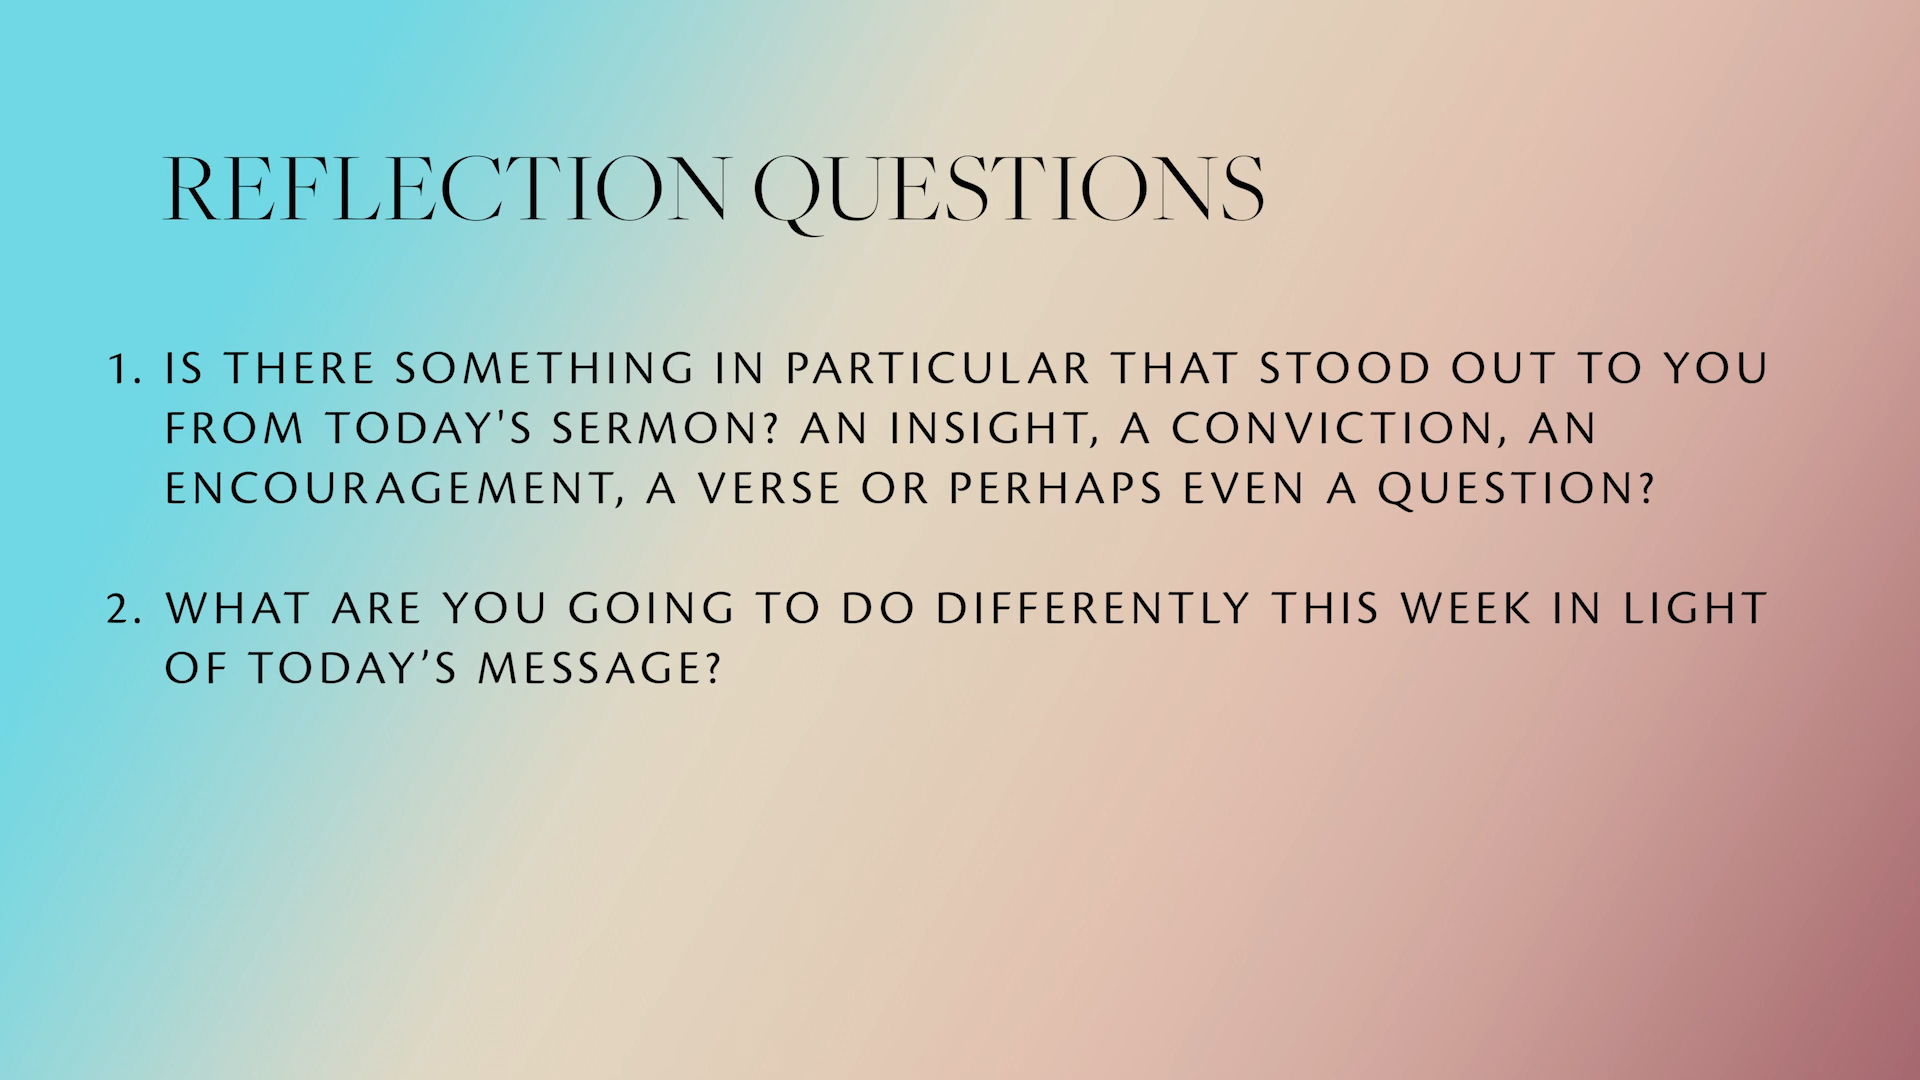 REFLECTION QUESTIONS
1. IS THERE SOMETHING IN PARTICULAR THAT STOOD OUT TO YOU
FROM TODAY'S SERMON? AN INSIGHT, A CONVICTION, AN
ENCOURAGEMENT, A VERSE OR PERHAPS EVEN A QUESTION?
2. WHAT ARE YOU GOING TO DO DIFFERENTLY THIS WEEK IN LIGHT
OF TODAY’S MESSAGE?